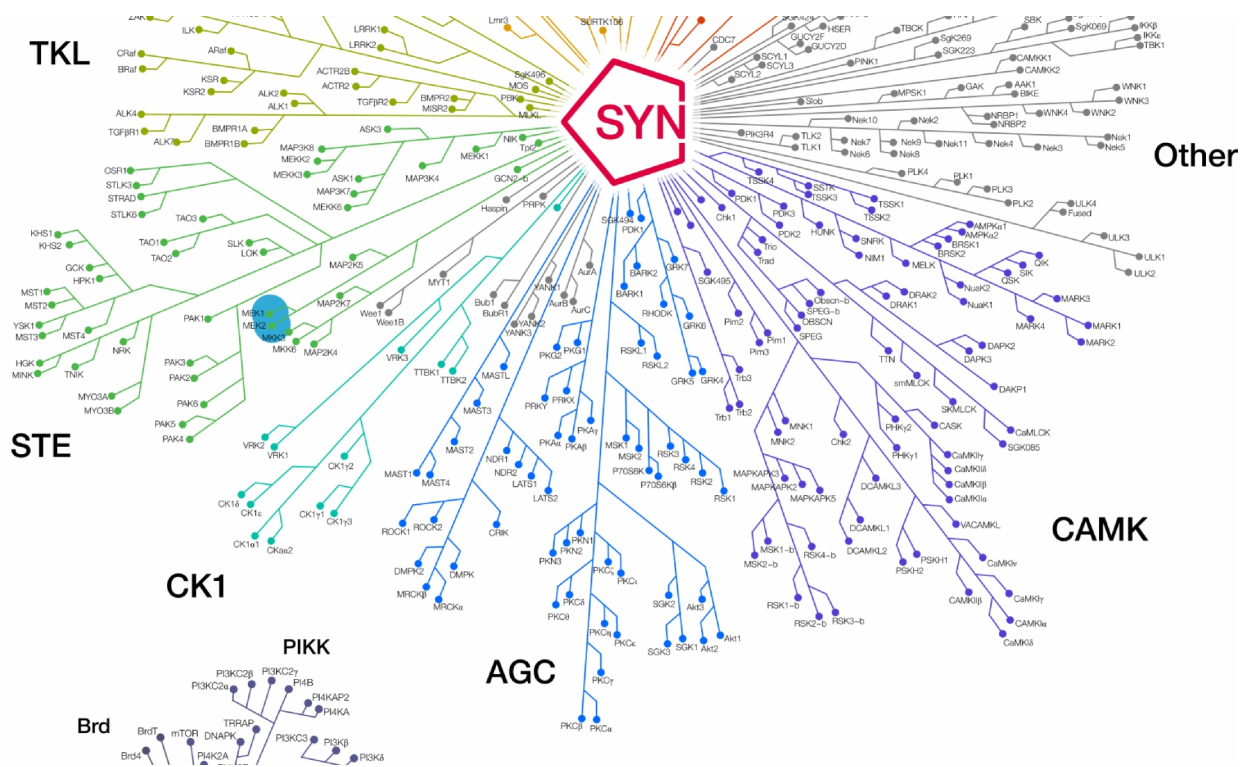 ZAK
Lmr3
SURTK106
SgK424
SBK
SgK069
IKKβ
TKL
ILK
LRRK1
CDC7
GUCY2F
HSER
TBCK
SgK269
IKKε
CRaf
ARaf
LRRK2
SCYL1
GUCY2D
SGK223
TBK1
BRaf
SgK496
SCYL3
PINK1
CAMKK1
KSR
ACTR2B
MOS
SCYL2
CAMKK2
KSR2
ALK2
ACTR2
SYN
GAK
AAK1
WNK1
ALK1
TGFβR2
BMPR2
PBK
MPSK1
BIKE
WNK3
ALK4
MISR2
MLKL
Slob
NRBP1
WNK4
WNK2
TGFβR1
BMPR1A
ASK3
NIK
Nek10
Nek2
NRBP2
ALK7
BMPR1B
Tpl2
PIK3R4
TLK2
Nek7
Nek9
Nek11
Nek4
Nek3
Nek1
MAP3K8
MEKK1
TLK1
Nek6
Nek8
Nek5
Other
OSR1
MEKK2
MAP3K4
GCN2~b
TSSK4
PLK4
PLK1
STLK3
MEKK3
ASK1
SSTK
PLK3
STRAD
MAP3K7
Haspin
PRPK
PDK1
TSSK3
TSSK1
PLK2
ULK4
STLK6
MEKK6
SGK494
Chk1
PDK3
TSSK2
Fused
TAO3
PDK1
PDK2
HUNK
AMPKα1
KHS1
TAO1
SLK
Trio
SNRK
AMPKα2
ULK3
KHS2
TAO2
LOK
MAP2K5
AurA
BARK2
GRK7
Trad
NIM1
BRSK1
ULK1
GCK
MYT1
SGK495
MELK
BRSK2
QIK
ULK2
HPK1
YANK1
BARK1
SIK
MST1
MAP2K7
Bub1
AurB
Obscn~b
DRAK2
QSK
NuaK2
MARK3
MST2
MEK1
Wee1
BubR1
AurC
RHODK
SPEG~b
DRAK1
NuaK1
YSK1
PAK1
MEK2
Wee1B
YANK2
GRK6
Pim2
OBSCN
MARK4
MARK1
MST3
MST4
MKK3
YANK3
Pim1
SPEG
MARK2
NRK
MKK6
MAP2K4
VRK3
PKG2
PKG1
RSKL1
Pim3
TTN
DAPK2
HGK
PAK3
TTBK1
MASTL
RSKL2
DAPK3
MINK
TNIK
PAK2
TTBK2
GRK5
GRK4
Trb3
smMLCK
DAKP1
MYO3A
PAK6
MAST3
PRKY
PRKX
Trb1
Trb2
SKMLCK
MYO3B
PAK5
MNK1
PHKγ2
CASK
CaMLCK
PAK4
VRK2
MAST2
PKAα
PKAγ
MSK1
RSK3
MNK2
Chk2
SGK085
STE
VRK1
PKAβ
MSK2
RSK4
PHKγ1
CaMKIIγ
CK1γ2
NDR1
P70S6K
RSK2
MAPKAPK3
CaMKIIδ
MAST1
MAST4
NDR2
P70S6Kβ
RSK1
MAPKAPK2
DCAMKL3
CaMKIIβ
CK1δ
LATS1
MAPKAPK5
CaMKIIα
CK1ε
CK1γ1
CK1γ3
LATS2
DCAMKL1
VACAMKL
CAMK
ROCK1
ROCK2
CRIK
PKN1
MSK1~b
DCAMKL2
CK1α1
CKaα2
PKN2
MSK2~b
RSK4~b
PSKH1
CaMKIv
DMPK2
DMPK
PKN3
PKCζ
PSKH2
CK1
PKCι
MRCKβ
PKCδ
SGK2
Akt3
RSK1~b
CAMKIIβ
CaMKIγ
MRCKα
PKCθ
RSK2~b
RSK3~b
CaMKIα
PKCη
PKCε
SGK3
SGK1
Akt2
Akt1
CaMKIδ
PIKK
AGC
PKCγ
PI3KC2β
PI3KC2γ
PI3KC2α
PI4B
PI4KAP2
PI4KA
Brd
TRRAP
PKCβ
PKCα
BrdT
mTOR
DNAPK
PI3KC3
PI3Kβ
Brd4
PI4K2A
PI3Kδ